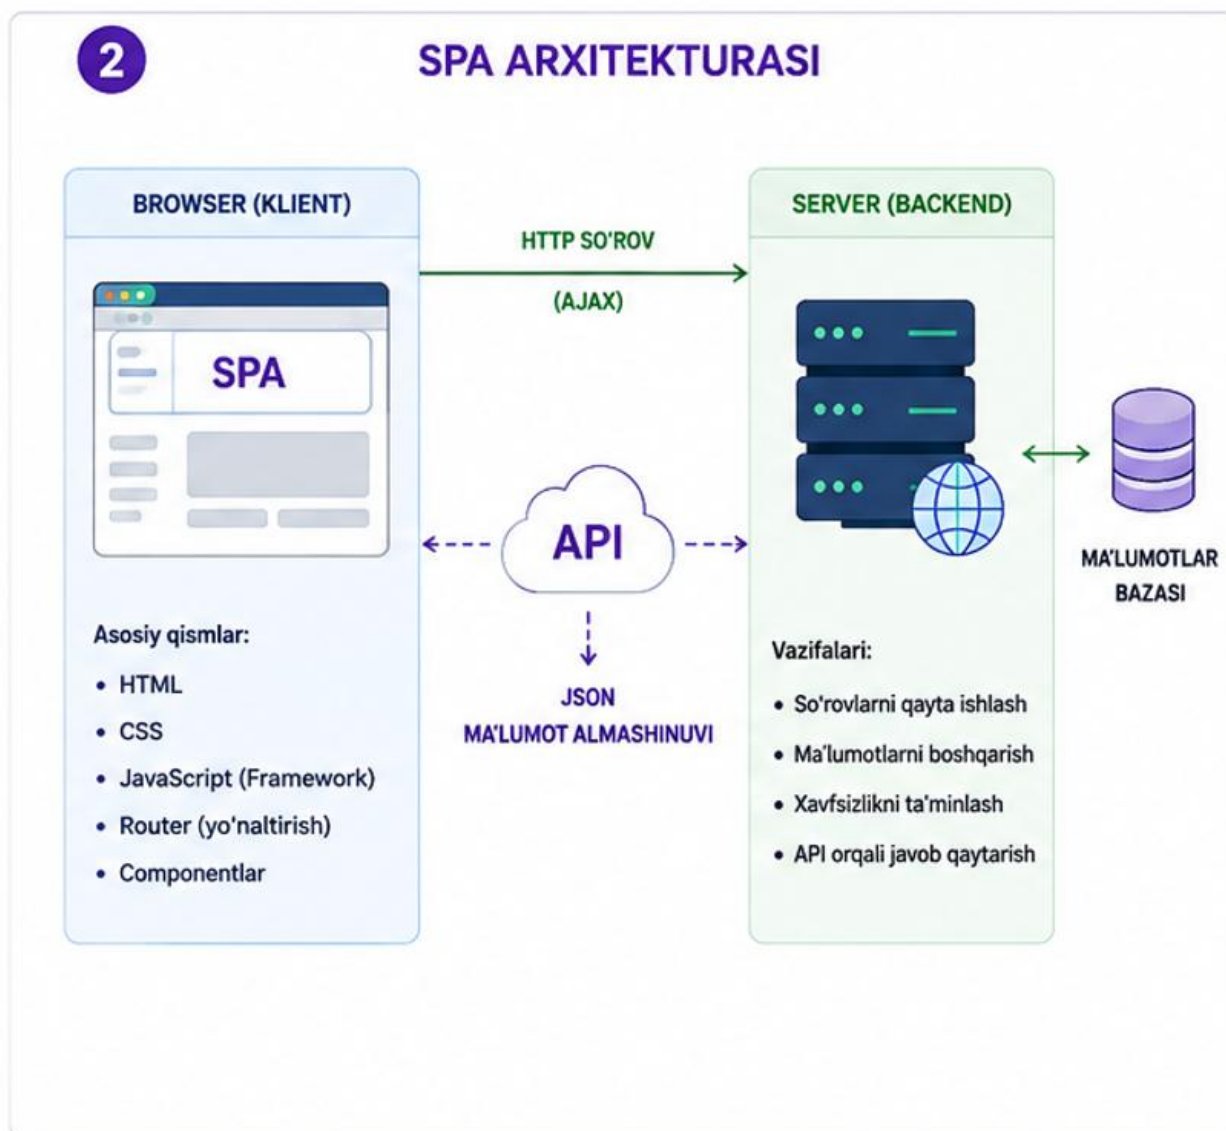 2
SPA ARXITEKTURASI
BROWSER (KLIENT)
SPA
Asosiy qismlar:
• HTML
• CSS
• JavaScript (Framework)
• Router (yo'naltirish)
• Componentlar
HTTP SO'ROV
(AJAX)
API
JSON
MA'LUMOT ALMASHINUVI
SERVER (BACKEND)
Vazifalari:
• So'rovlarni qayta ishlash
• Ma'lumotlarni boshqarish
• Xavfsizlikni ta'minlash
• API orqali javob qaytarish
MA'LUMOTLAR
BAZASI